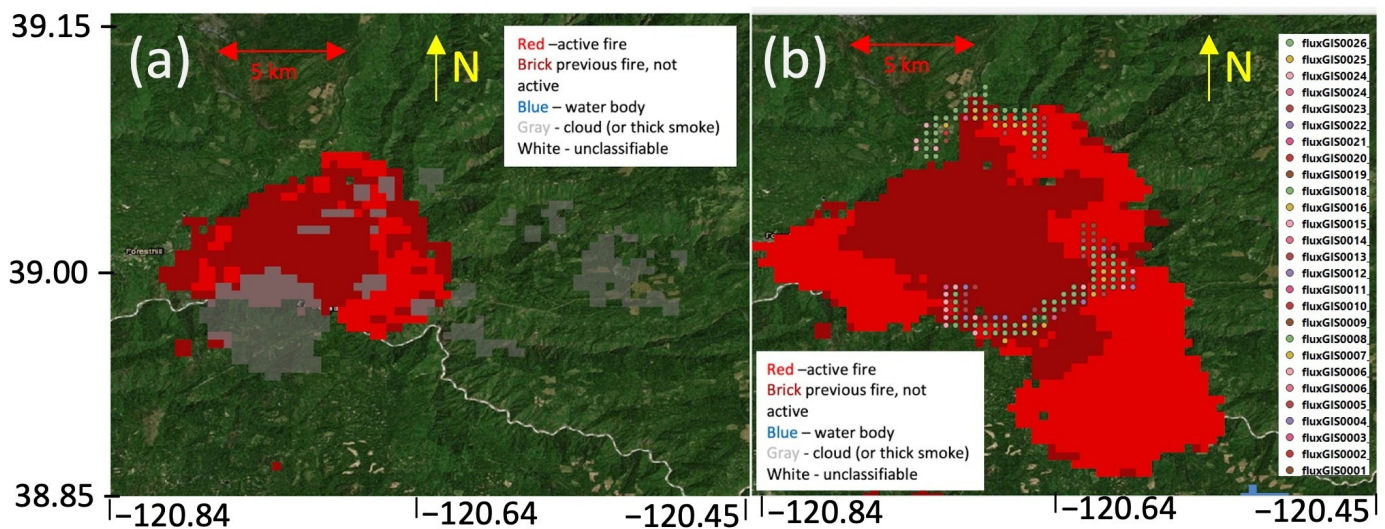 39.15
39.00
38.85
(a)
5 km
N
Red –active fire
Brick previous fire, not
active
Blue – water body
Gray - cloud (or thick smoke)
White - unclassifiable
Foresthill
−120.84
−120.64
−120.45
(b)
5 km
N
fluxGIS0026
fluxGIS0025
fluxGIS0024
fluxGIS0024
fluxGIS0023
fluxGIS0022
fluxGIS0021
fluxGIS0020
fluxGIS0019
fluxGIS0018
fluxGIS0016
fluxGIS0015
fluxGIS0014
fluxGIS0013
fluxGIS0012
fluxGIS0011
fluxGIS0010
fluxGIS0009
fluxGIS0008
fluxGIS0007
fluxGIS0006
fluxGIS0006
fluxGIS0005
fluxGIS0004
fluxGIS0003
fluxGIS0002
fluxGIS0001
Red –active fire
Brick previous fire, not
active
Blue – water body
Gray - cloud (or thick smoke)
White - unclassifiable
−120.84
−120.64
−120.45